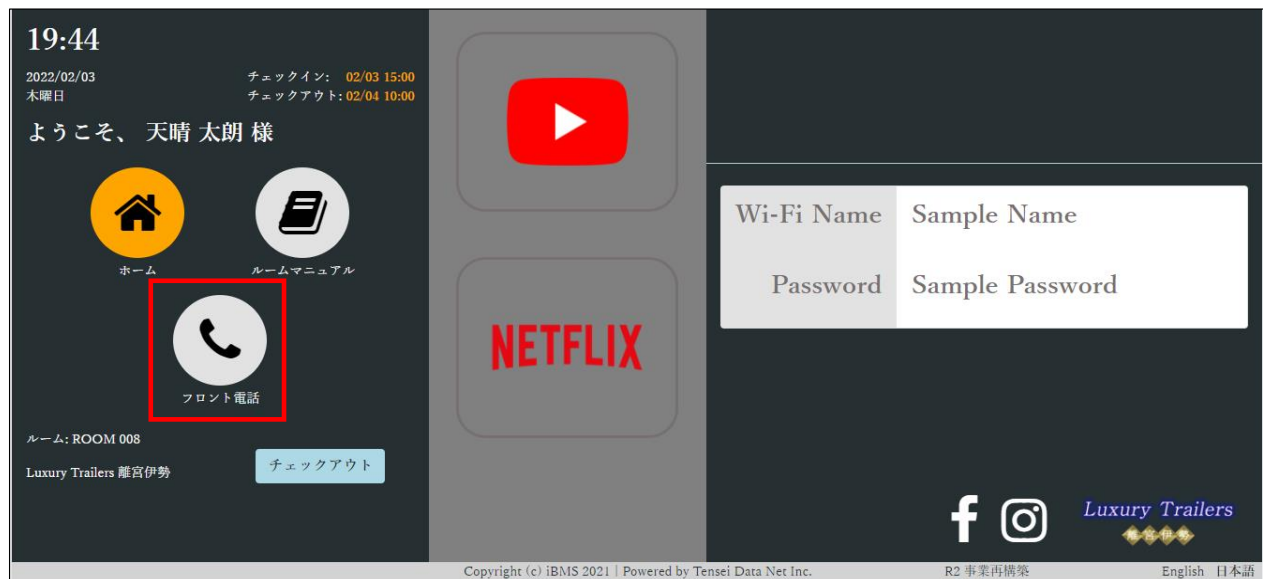 19:44
2022/02/03
木曜日
チェックイン: 02/03 15:00
チェックアウト: 02/04 10:00
ようこそ、 天晴 太朗 様
ホーム
ルームマニュアル
フロント電話
ルーム: ROOM 008
Luxury Trailers 離宮伊勢
チェックアウト
NETFLIX
Wi-Fi Name Sample Name
Password Sample Password
Luxury Trailers
離宮伊勢
Copyright (c) iBMS 2021 | Powered by Tensei Data Net Inc.
R2 事業再構築
English 日本語